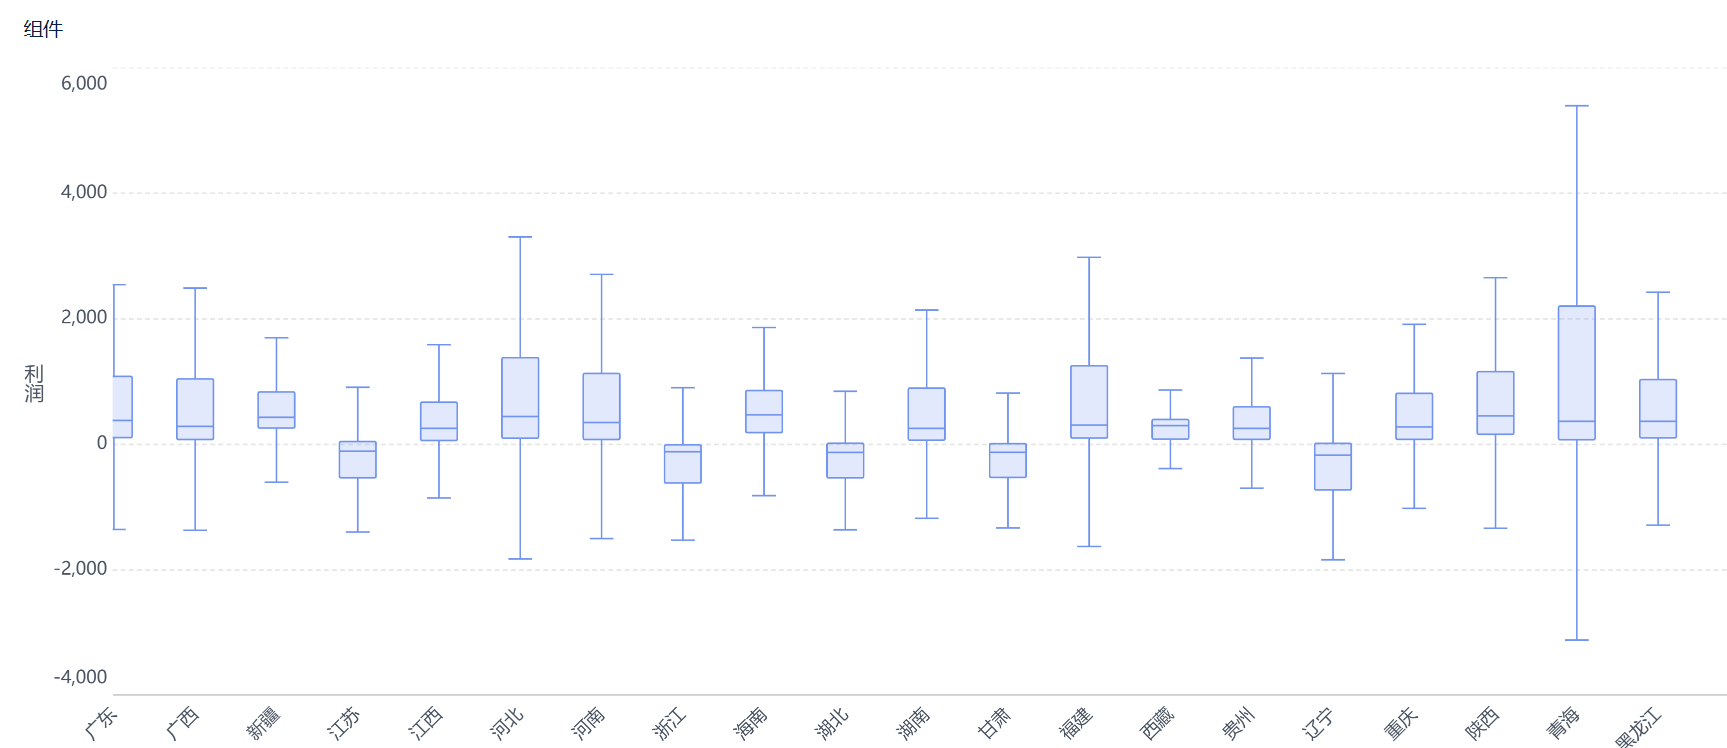 组件
6,000
4,000
2,000
0
-2,000
-4,000
利润
广东
广西
新疆
江苏
江西
河北
河南
浙江
海南
湖北
湖南
甘肃
福建
西藏
贵州
辽宁
重庆
陕西
青海
黑龙江